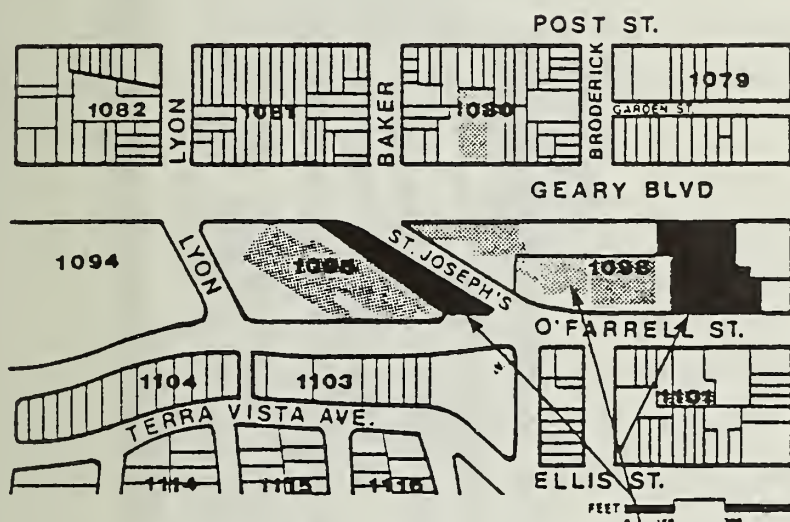 POST ST.
1082
LYON
1081
BAKER
1080
BRODERICK
1079
GARDEN ST.
GEARY BLVD
1094
LYON
1095
ST. JOSEPH'S
1098
O'FARRELL ST.
1104
1103
1101
TERRA VISTA AVE.
1114
1115
1116
ELLIS ST.
FEET